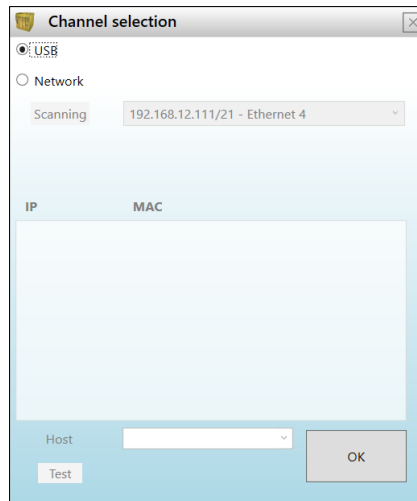 Channel selection
USB
Network
Scanning 192.168.12.111/21 - Ethernet 4
IP MAC
Host
OK
Test